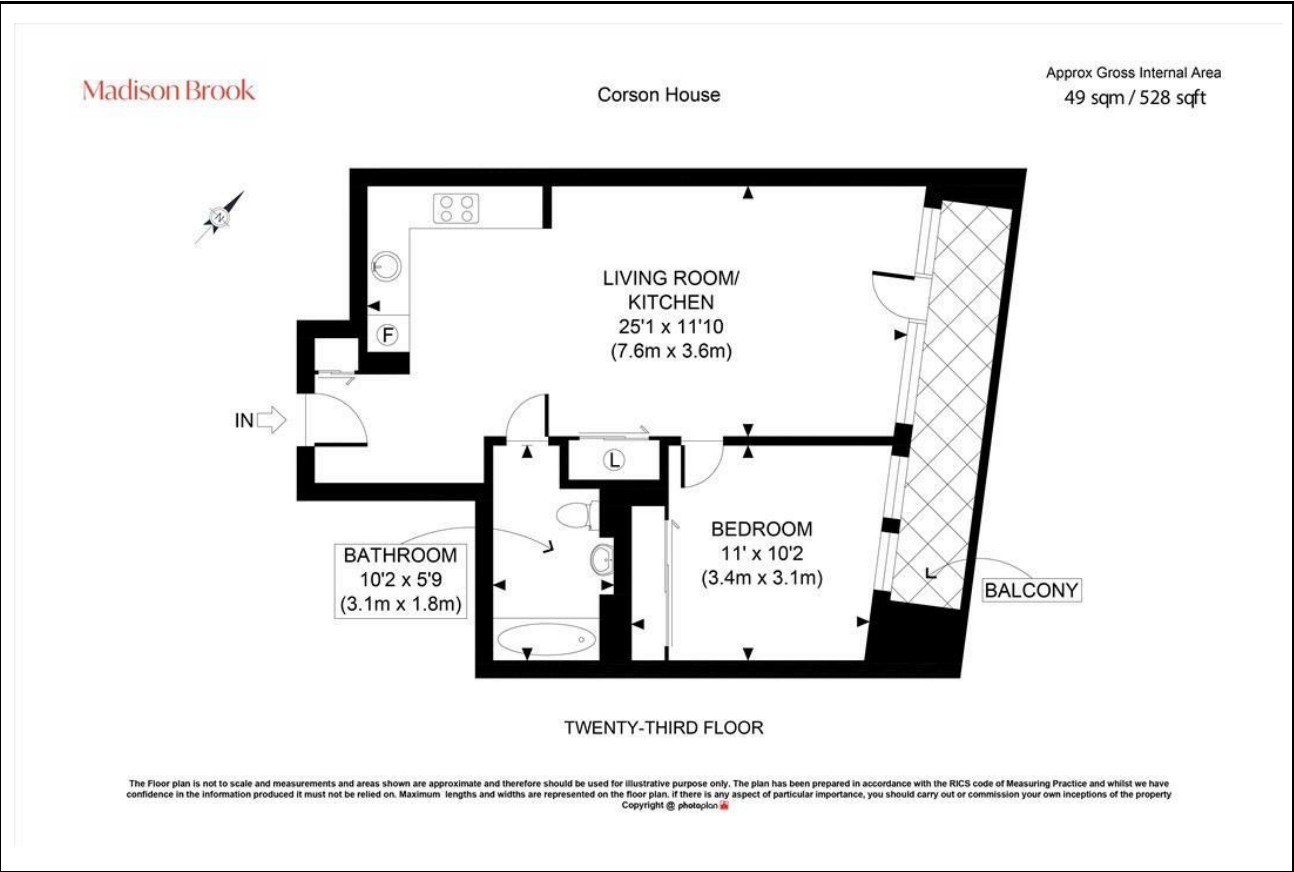 Madison Brook
Corson House
Approx Gross Internal Area
49 sqm / 528 sqft
N
LIVING ROOM/
KITCHEN
25'1 x 11'10
(7.6m x 3.6m)
F
IN
L
BEDROOM
11' x 10'2
(3.4m x 3.1m)
BATHROOM
10'2 x 5'9
(3.1m x 1.8m)
BALCONY
TWENTY-THIRD FLOOR
The Floor plan is not to scale and measurements and areas shown are approximate and therefore should be used for illustrative purpose only. The plan has been prepared in accordance with the RICS code of Measuring Practice and whilst we have
confidence in the information produced it must not be relied on. Maximum lengths and widths are represented on the floor plan. if there is any aspect of particular importance, you should carry out or commission your own inceptions of the property
Copyright @ photoplan